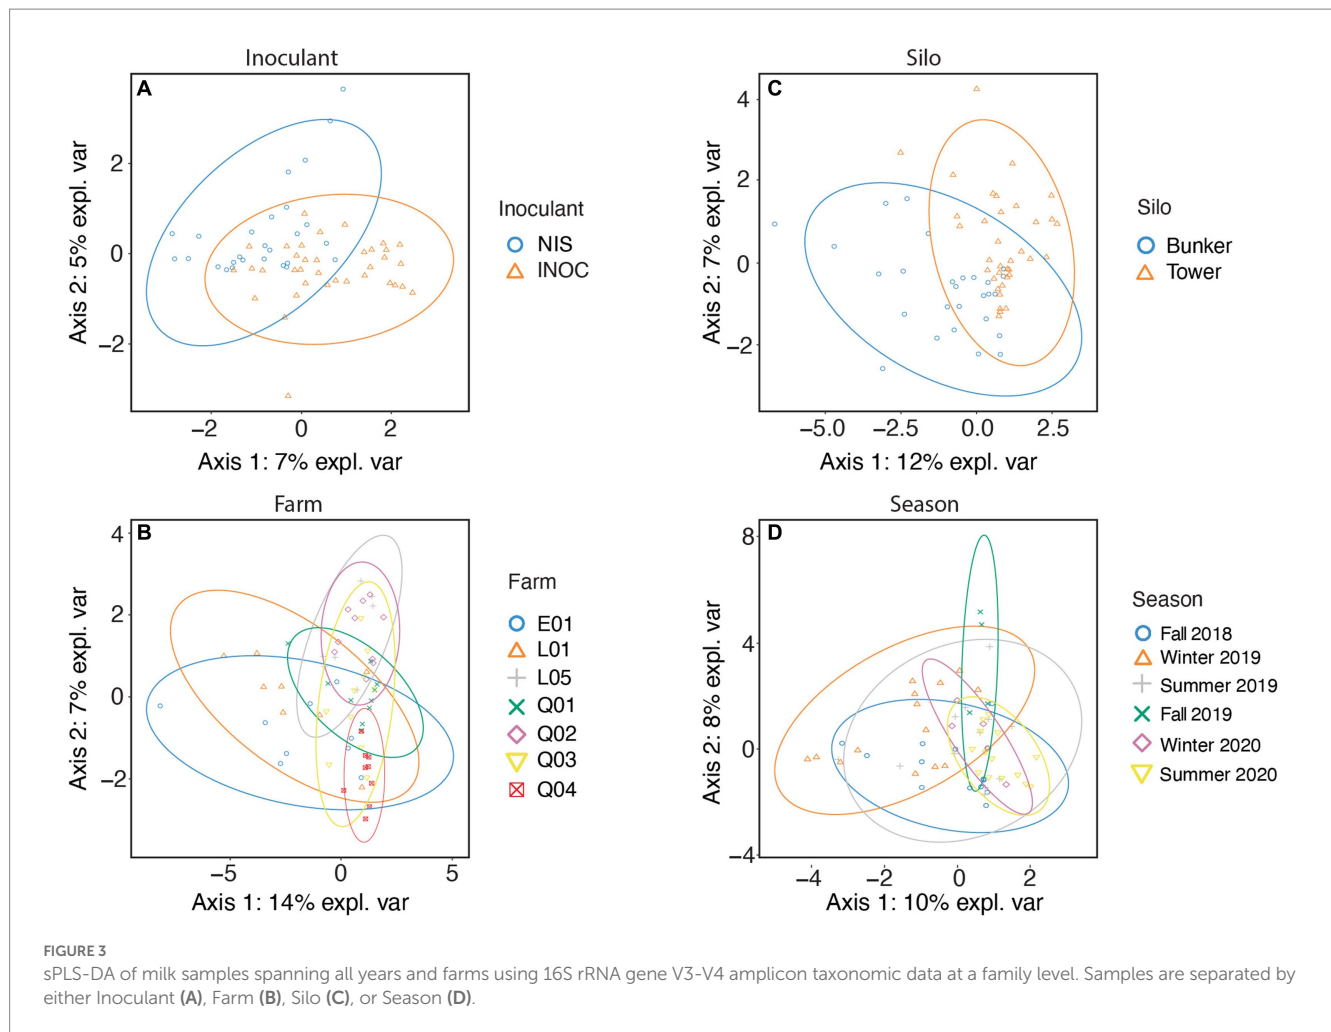 Inoculant
A
2
0
−2
Axis 2: 5% expl. var
−2 0 2
Axis 1: 7% expl. var
Inoculant
NIS
INOC
Silo
C
4
2
0
−2
Axis 2: 7% expl. var
−5.0 −2.5 0.0 2.5
Axis 1: 12% expl. var
Silo
Bunker
Tower
Farm
B
4
2
0
−2
Axis 2: 7% expl. var
−5 0 5
Axis 1: 14% expl. var
Farm
E01
L01
L05
Q01
Q02
Q03
Q04
Season
D
8
4
0
−4
Axis 2: 8% expl. var
−4 −2 0 2
Axis 1: 10% expl. var
Season
Fall 2018
Winter 2019
Summer 2019
Fall 2019
Winter 2020
Summer 2020
FIGURE 3
sPLS-DA of milk samples spanning all years and farms using 16S rRNA gene V3-V4 amplicon taxonomic data at a family level. Samples are separated by
either Inoculant (A), Farm (B), Silo (C), or Season (D).